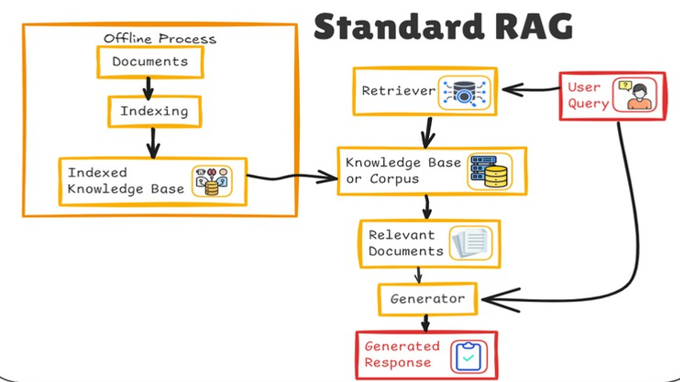 Standard RAG
Offline Process
Documents
Indexing
Indexed
Knowledge Base
Retriever
User
Query
Knowledge Base
or Corpus
Relevant
Documents
Generator
Generated
Response